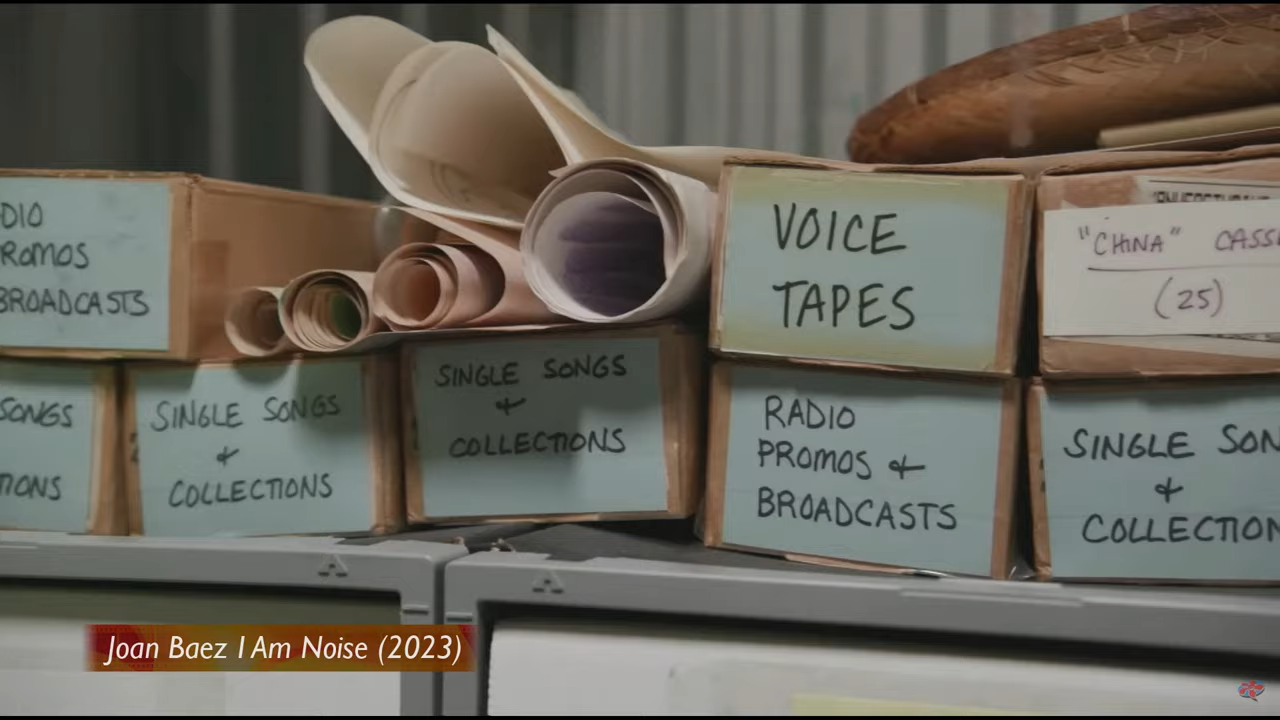 DIO
ROMOS
BROADCASTS
VOICE
TAPES
"CHINA" CASS
(25)
SONGS
TIONS
SINGLE SONGS
&
COLLECTIONS
SINGLE SONGS
&
COLLECTIONS
RADIO
PROMOS &
BROADCASTS
SINGLE SON
&
COLLECTION
Joan Baez I Am Noise (2023)